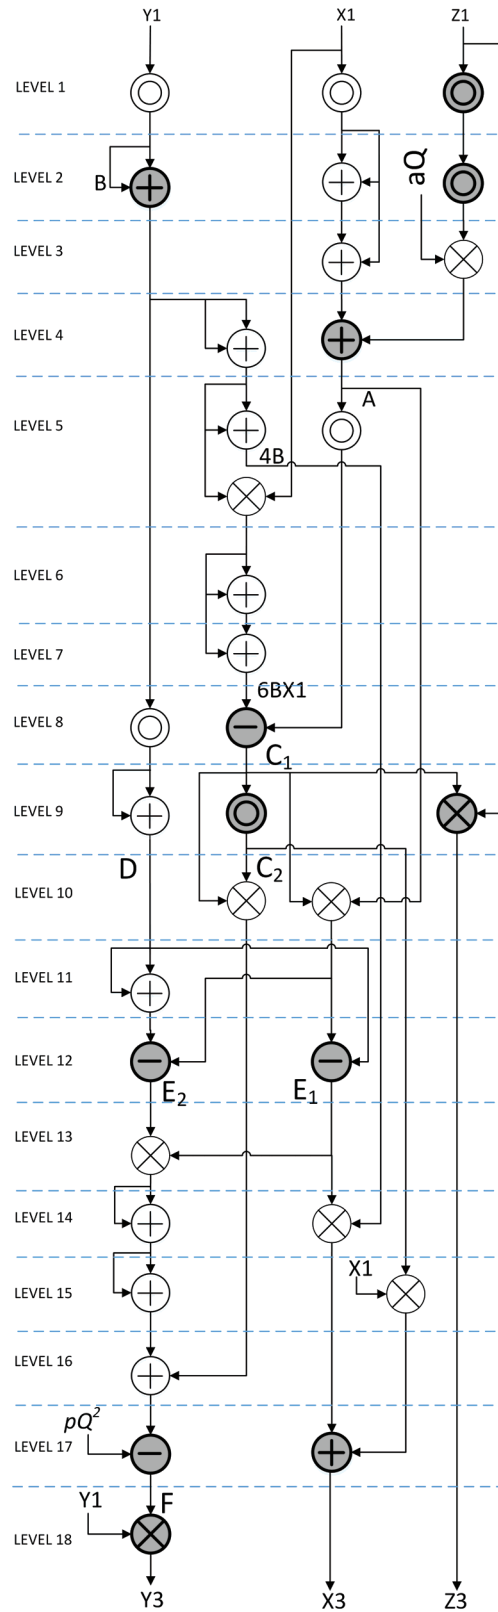 Y1 X1 Z1
LEVEL 1
LEVEL 2
B
aQ
LEVEL 3
LEVEL 4
A
LEVEL 5
4B
LEVEL 6
LEVEL 7
6BX1
LEVEL 8
C1
LEVEL 9
D
C2
LEVEL 10
LEVEL 11
LEVEL 12
E2 E1
LEVEL 13
LEVEL 14
X1
LEVEL 15
LEVEL 16
pQ²
LEVEL 17
Y1 F
LEVEL 18
Y3 X3 Z3